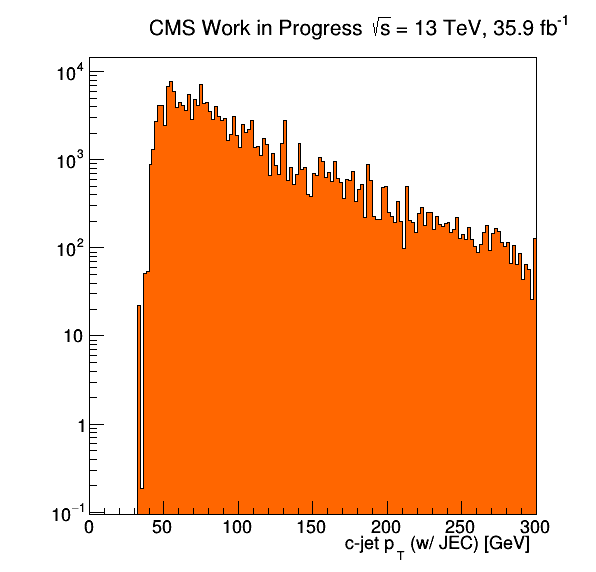 CMS Work in Progress √s = 13 TeV, 35.9 fb⁻¹
10⁴
10³
10²
10
1
10⁻¹
0 50 100 150 200 250 300
c-jet p_T (w/ JEC) [GeV]